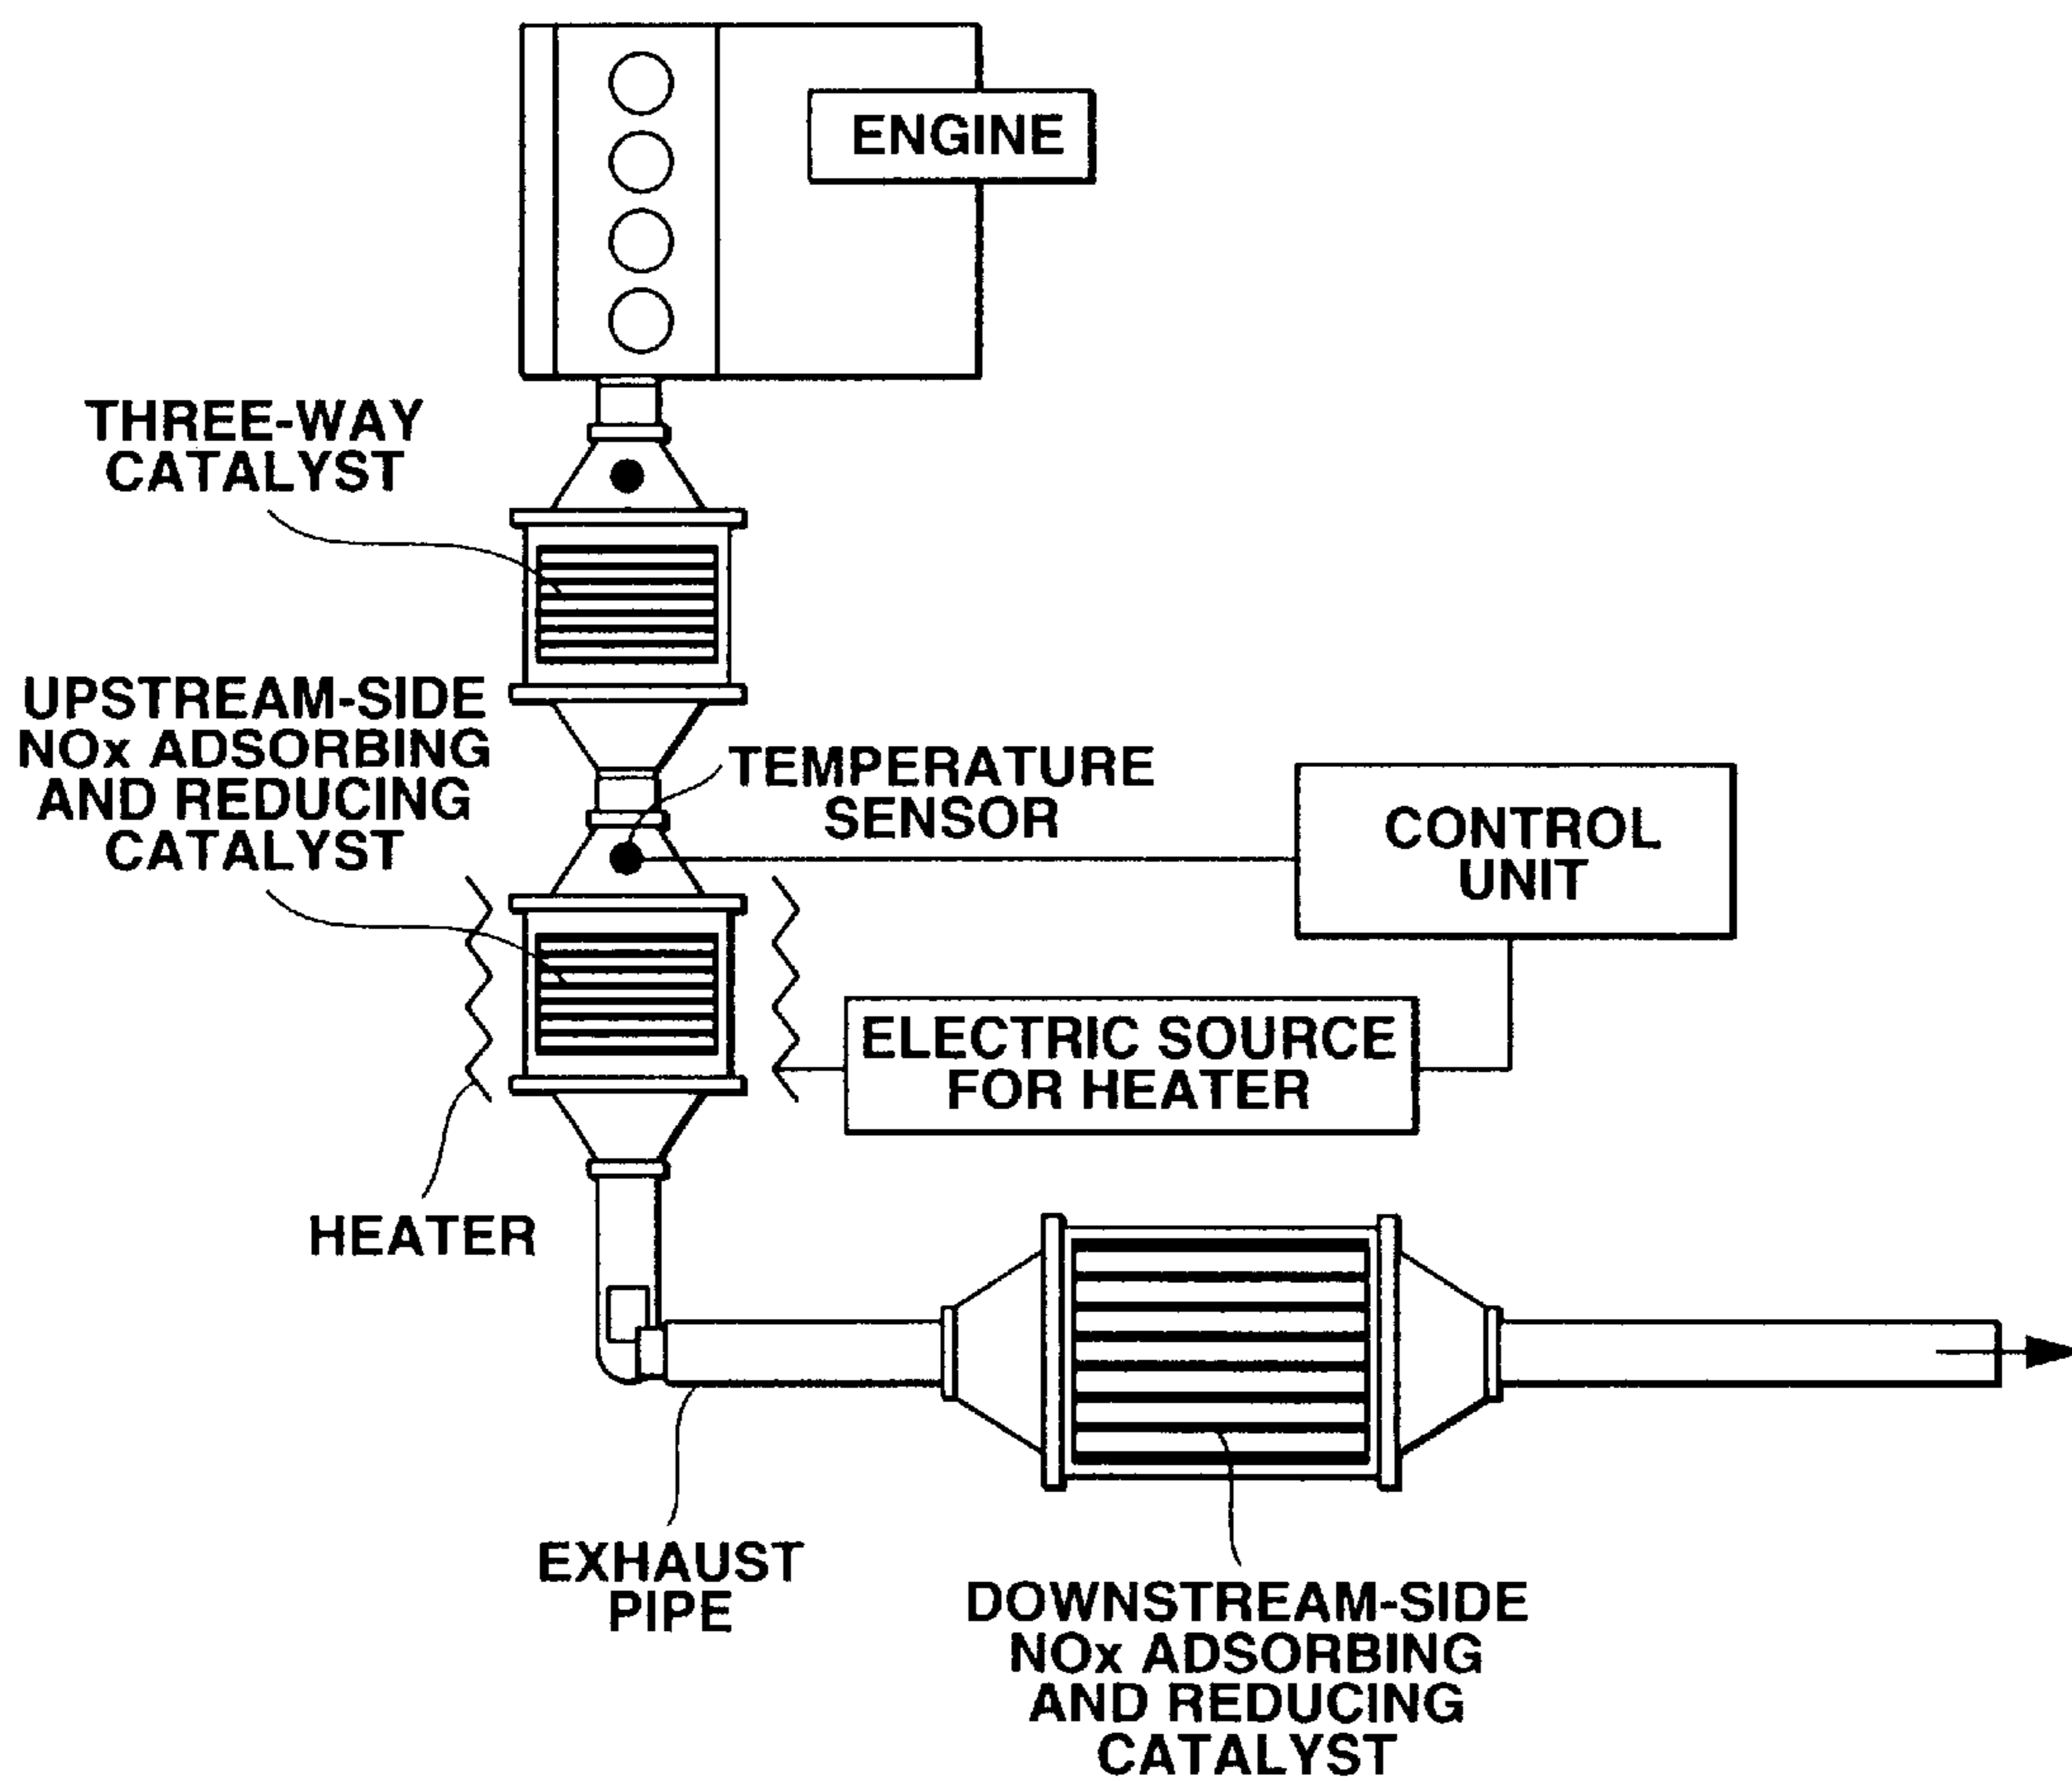 ENGINE
THREE-WAY
CATALYST
UPSTREAM-SIDE
NOx ADSORBING
AND REDUCING
CATALYST
TEMPERATURE
SENSOR
CONTROL
UNIT
ELECTRIC SOURCE
FOR HEATER
HEATER
EXHAUST
PIPE
DOWNSTREAM-SIDE
NOx ADSORBING
AND REDUCING
CATALYST